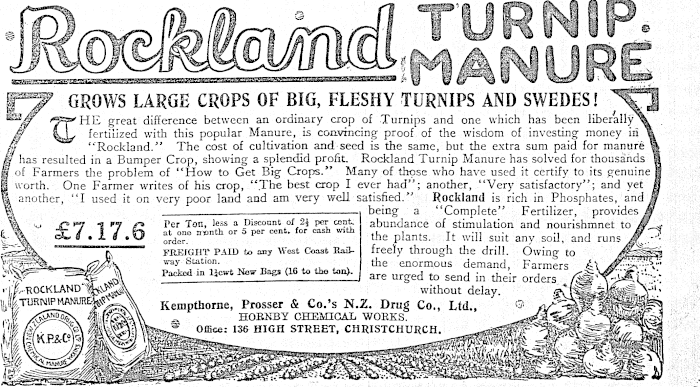 Rockland TURNIP
MANURE
GROWS LARGE CROPS OF BIG, FLESHY TURNIPS AND SWEDES!
THE great difference between an ordinary crop of Turnips and one which has been liberally
fertilized with this popular Manure, is convincing proof of the wisdom of investing money in
"Rockland." The cost of cultivation and seed is the same, but the extra sum paid for manure
has resulted in a Bumper Crop, showing a splendid profit. Rockland Turnip Manure has solved for thousands
of Farmers the problem of "How to Get Big Crops." Many of those who have used it certify to its genuine
worth. One Farmer writes of his crop, "The best crop I ever had"; another, "Very satisfactory"; and yet
another, "I used it on very poor land and am very well satisfied." Rockland is rich in Phosphates, and
being a "Complete" Fertilizer, provides
abundance of stimulation and nourishmnet to
the plants. It will suit any soil, and runs
freely through the drill. Owing to
the enormous demand, Farmers
are urged to send in their orders
without delay.
£7.17.6
Per Ton, less a Discount of 2½ per cent.
at one month or 5 per cent. for cash with
order.
FREIGHT PAID to any West Coast Rail-
way Station.
Packed in 1¼cwt New Bags (16 to the ton).
Kempthorne, Prosser & Co.'s N.Z. Drug Co., Ltd.,
HORNBY CHEMICAL WORKS.
Office: 136 HIGH STREET, CHRISTCHURCH.
ROCKLAND
TURNIP MANURE
K.P.&Co